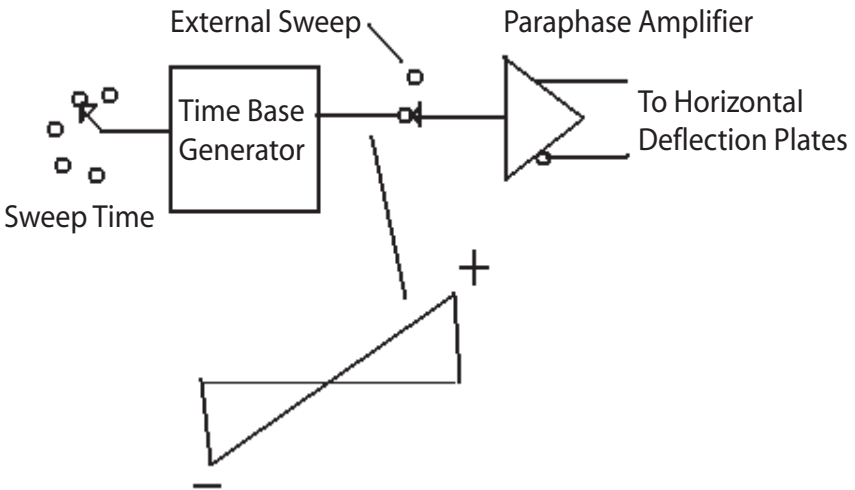 External Sweep
Paraphase Amplifier
Time Base
Generator
To Horizontal
Deflection Plates
Sweep Time
+
−